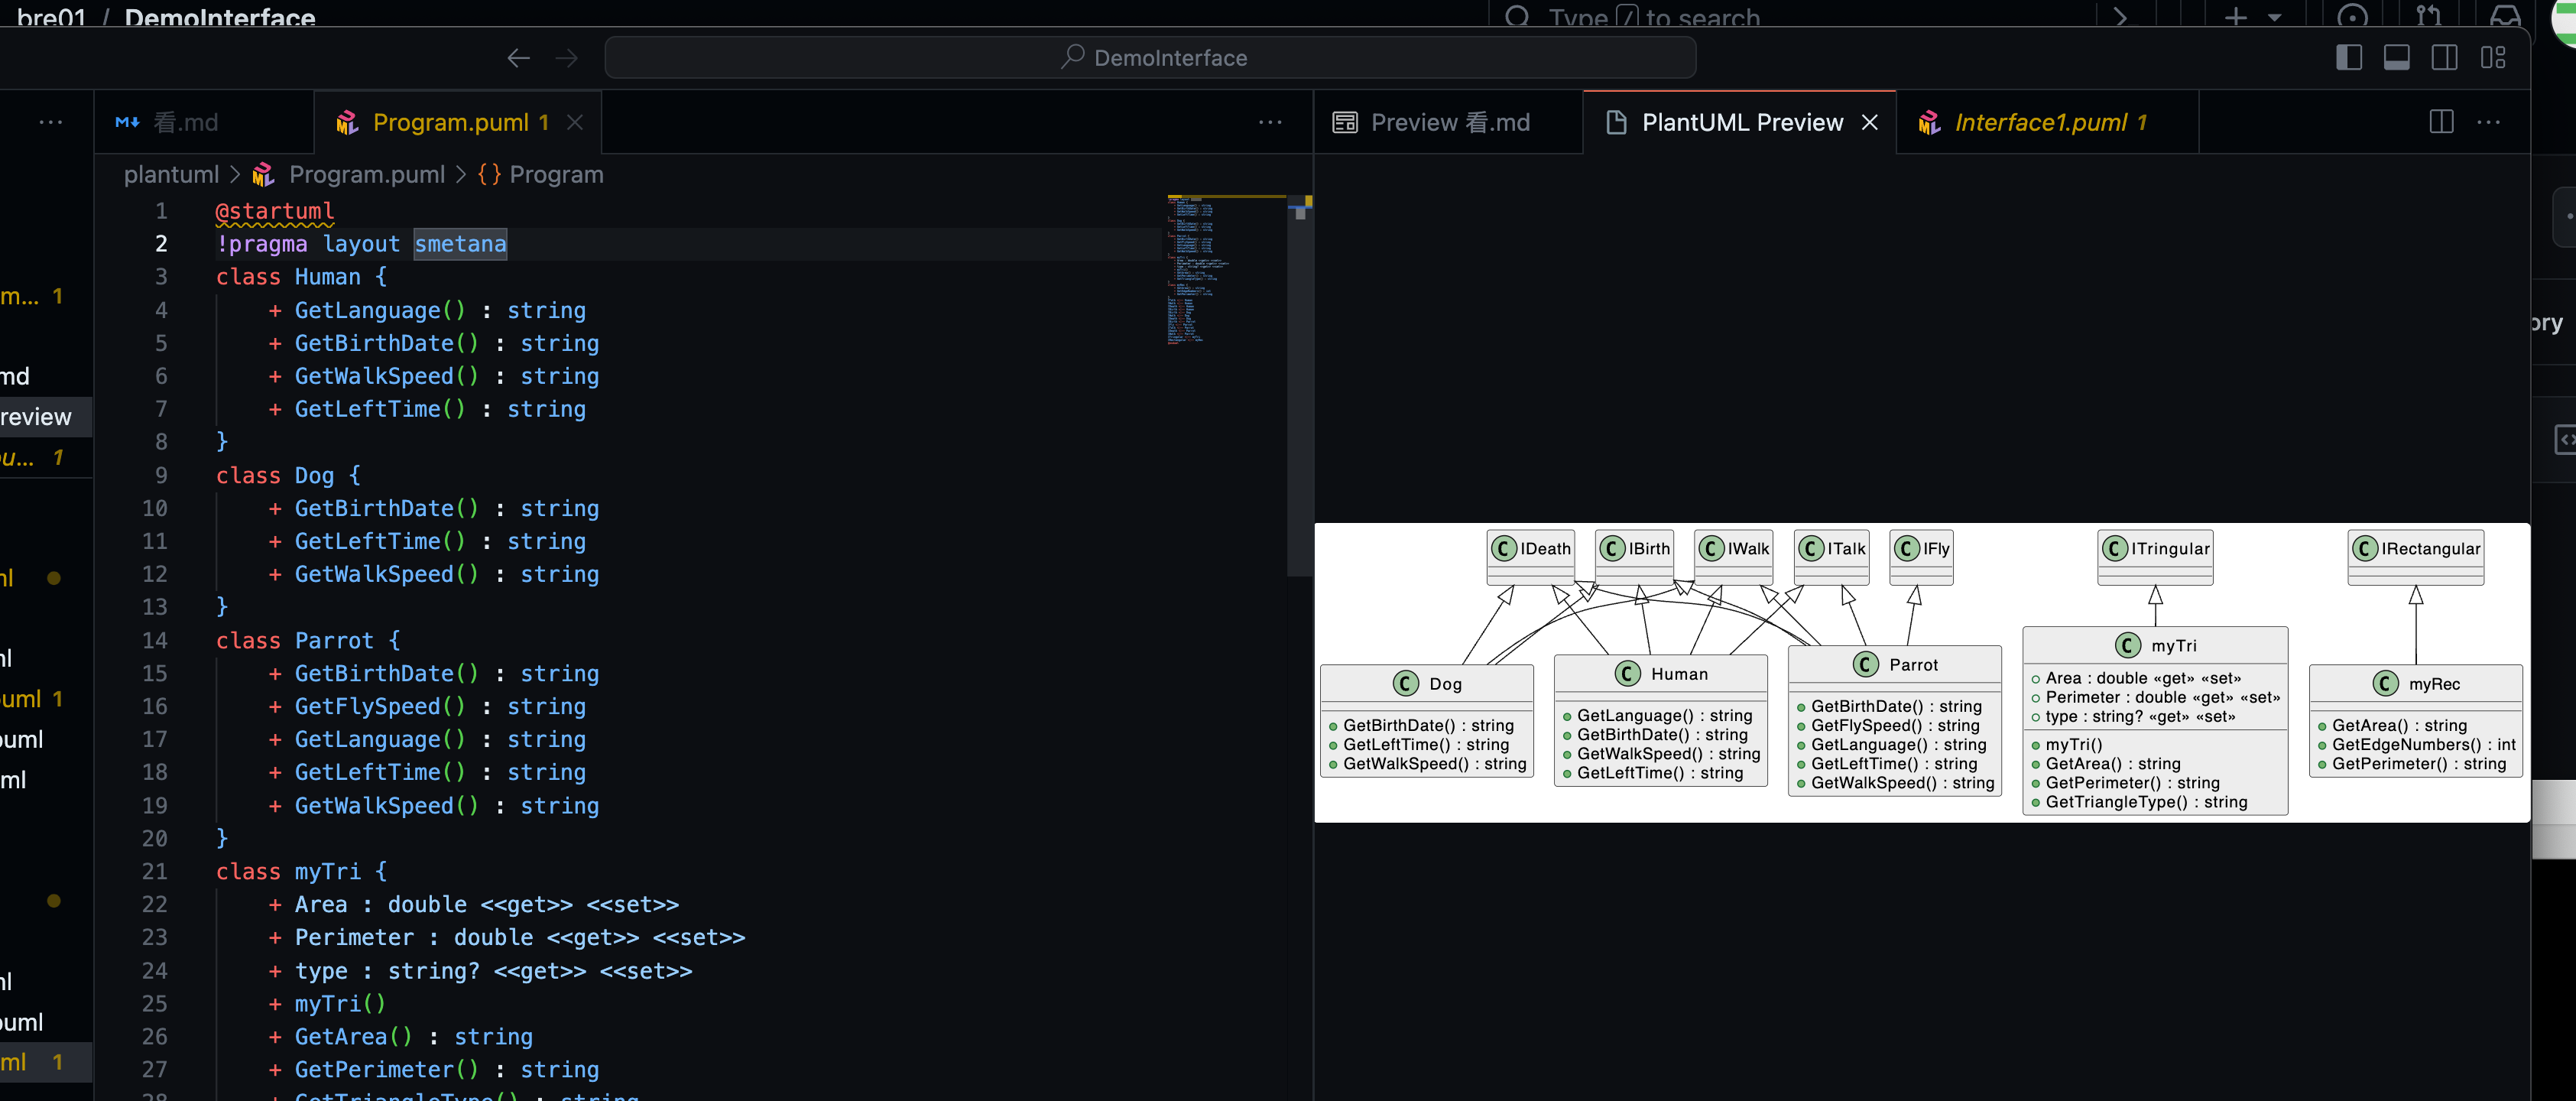 bre01 / DemoInterface
Type / to search
DemoInterface
看.md
Program.puml 1
Preview 看.md
PlantUML Preview
Interface1.puml 1
plantuml > Program.puml > {} Program
1 @startuml
2 !pragma layout smetana
3 class Human {
4 + GetLanguage() : string
5 + GetBirthDate() : string
6 + GetWalkSpeed() : string
7 + GetLeftTime() : string
8 }
9 class Dog {
10 + GetBirthDate() : string
11 + GetLeftTime() : string
12 + GetWalkSpeed() : string
13 }
14 class Parrot {
15 + GetBirthDate() : string
16 + GetFlySpeed() : string
17 + GetLanguage() : string
18 + GetLeftTime() : string
19 + GetWalkSpeed() : string
20 }
21 class myTri {
22 + Area : double <<get>> <<set>>
23 + Perimeter : double <<get>> <<set>>
24 + type : string? <<get>> <<set>>
25 + myTri()
26 + GetArea() : string
27 + GetPerimeter() : string
28 + GetTriangleType() : string
m... 1
md
review
u... 1
ml
ml
puml 1
puml
ml
ml
puml
ml 1
ory
C IDeath
C IBirth
C IWalk
C ITalk
C IFly
C ITringular
C IRectangular
C Dog
GetBirthDate() : string
GetLeftTime() : string
GetWalkSpeed() : string
C Human
GetLanguage() : string
GetBirthDate() : string
GetWalkSpeed() : string
GetLeftTime() : string
C Parrot
GetBirthDate() : string
GetFlySpeed() : string
GetLanguage() : string
GetLeftTime() : string
GetWalkSpeed() : string
C myTri
Area : double «get» «set»
Perimeter : double «get» «set»
type : string? «get» «set»
myTri()
GetArea() : string
GetPerimeter() : string
GetTriangleType() : string
C myRec
GetArea() : string
GetEdgeNumbers() : int
GetPerimeter() : string